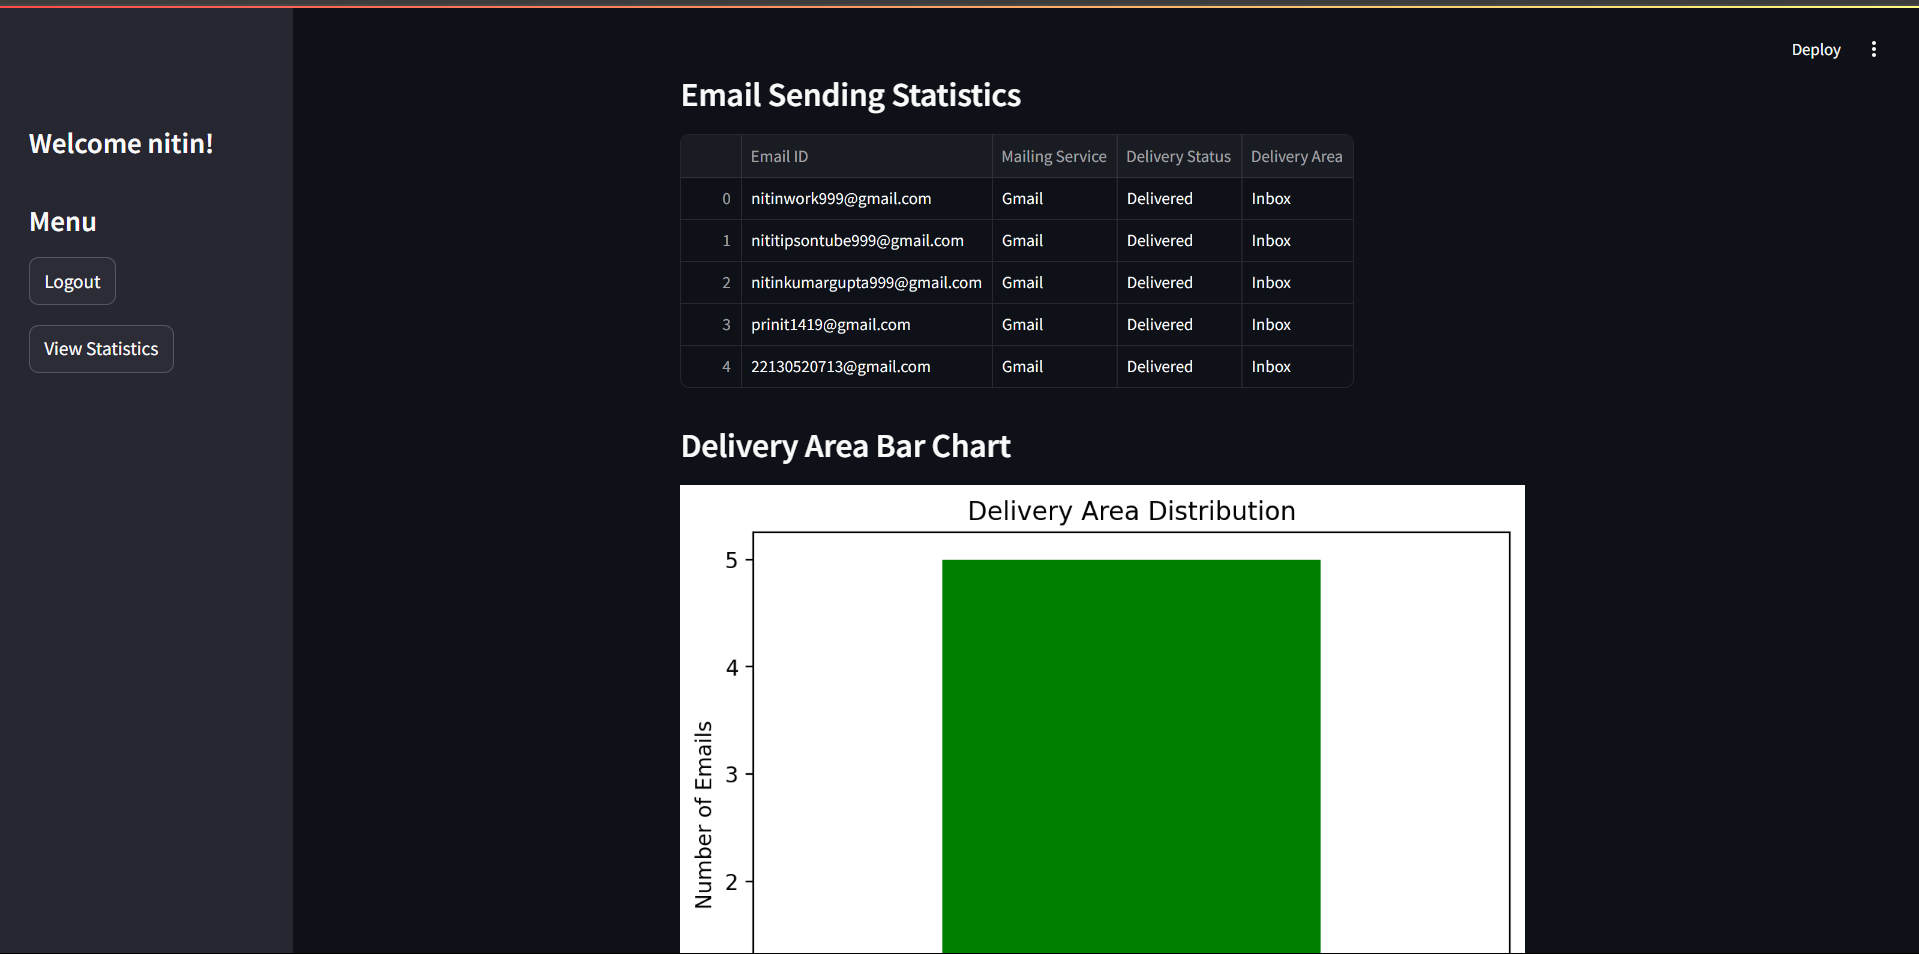 Deploy
Welcome nitin!
Menu
Logout
View Statistics
Email Sending Statistics
Email ID Mailing Service Delivery Status Delivery Area
0 nitinwork999@gmail.com Gmail Delivered Inbox
1 nititipsontube999@gmail.com Gmail Delivered Inbox
2 nitinkumargupta999@gmail.com Gmail Delivered Inbox
3 prinit1419@gmail.com Gmail Delivered Inbox
4 22130520713@gmail.com Gmail Delivered Inbox
Delivery Area Bar Chart
Delivery Area Distribution
5
4
3
2
Number of Emails